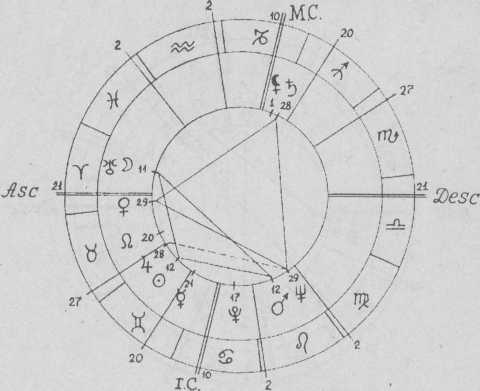 10 M.C.
2
20
2
♒ ♑ ♐
27
⚸ ♄
♓
1 28
♏
♈ ♅ ☽ 11
Asc 21 21 Desc
♀ 29
♎
☊ 20
♉
♃ 28
☉ 12
29
27
☿ 21 17 12 ♆
♊ ♇ ♂ ♍
20 2
♋ ♌
I.C. 10 2